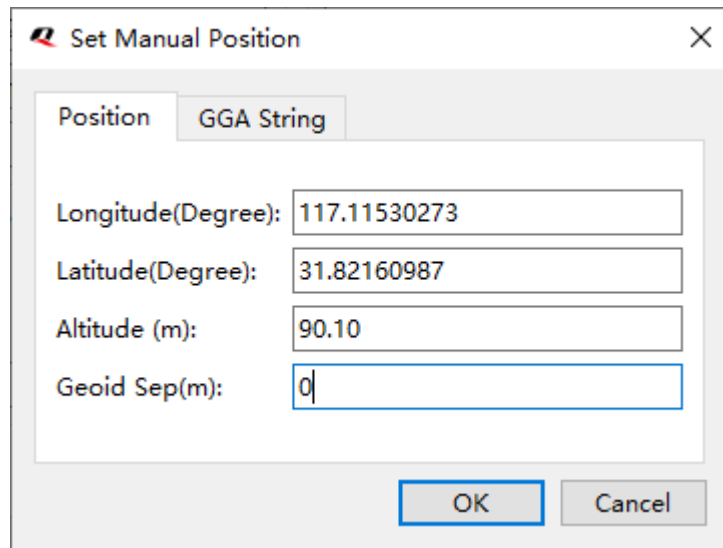 Set Manual Position
Position GGA String
Longitude(Degree): 117.11530273
Latitude(Degree): 31.82160987
Altitude (m): 90.10
Geoid Sep(m): 0
OK Cancel